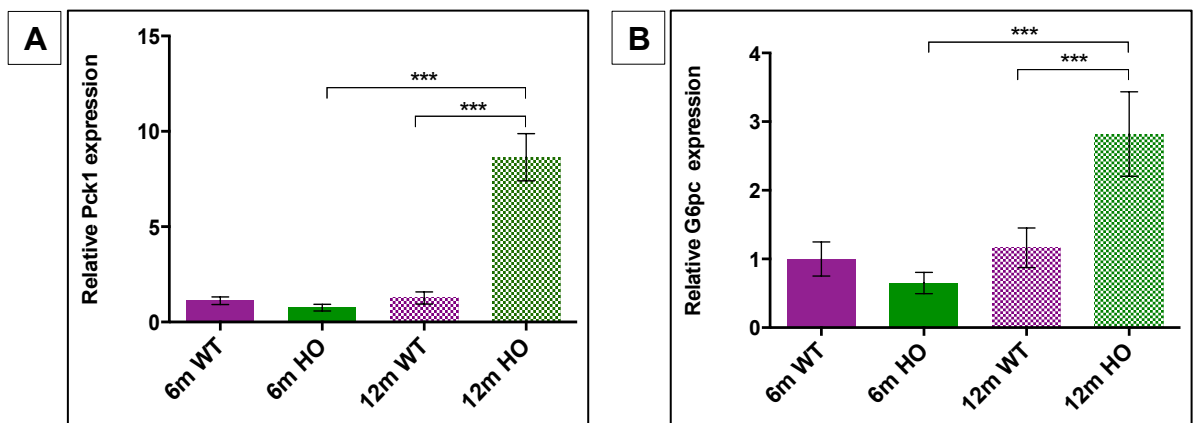 A
Relative Pck1 expression
15
10
5
0
***
***
6m WT
6m HO
12m WT
12m HO
B
Relative G6pc expression
4
3
2
1
0
***
***
6m WT
6m HO
12m WT
12m HO